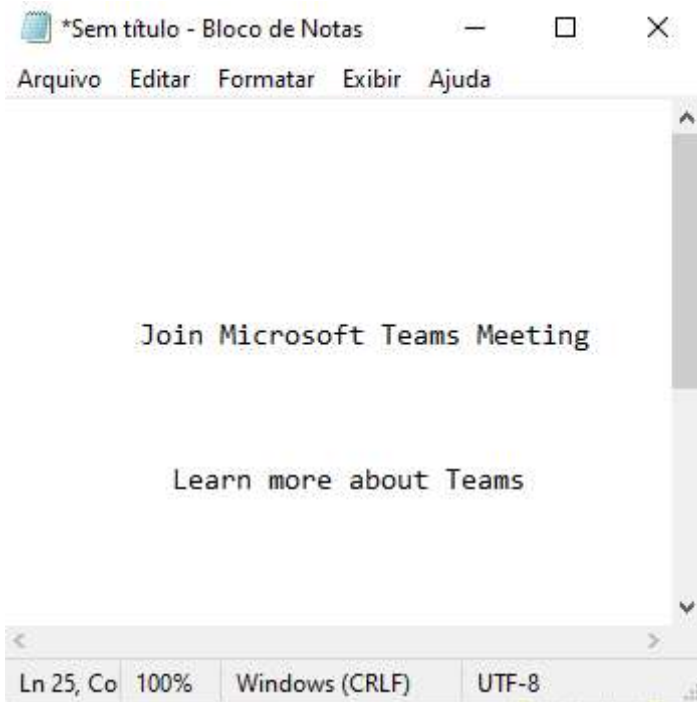 *Sem título - Bloco de Notas
Arquivo Editar Formatar Exibir Ajuda
Join Microsoft Teams Meeting
Learn more about Teams
Ln 25, Co 100% Windows (CRLF) UTF-8